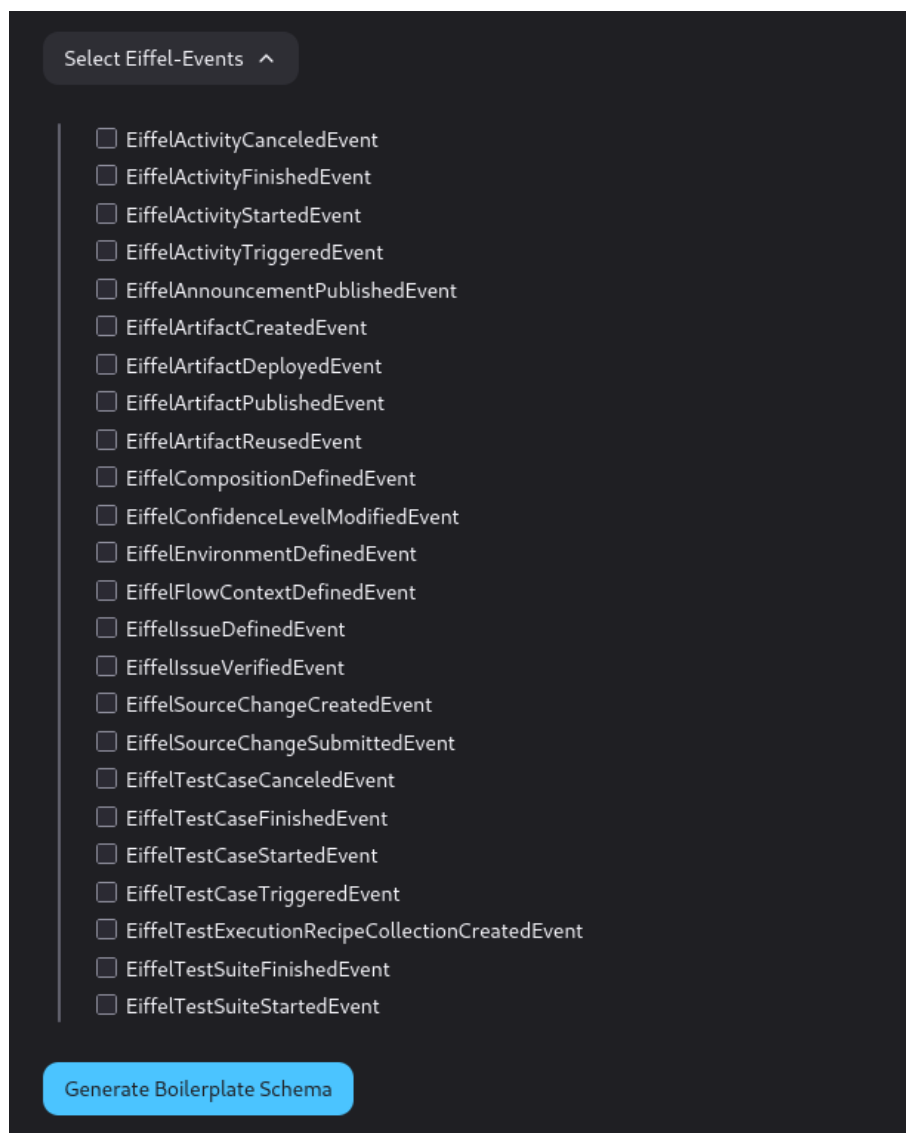 Select Eiffel-Events
EiffelActivityCanceledEvent
EiffelActivityFinishedEvent
EiffelActivityStartedEvent
EiffelActivityTriggeredEvent
EiffelAnnouncementPublishedEvent
EiffelArtifactCreatedEvent
EiffelArtifactDeployedEvent
EiffelArtifactPublishedEvent
EiffelArtifactReusedEvent
EiffelCompositionDefinedEvent
EiffelConfidenceLevelModifiedEvent
EiffelEnvironmentDefinedEvent
EiffelFlowContextDefinedEvent
EiffelIssueDefinedEvent
EiffelIssueVerifiedEvent
EiffelSourceChangeCreatedEvent
EiffelSourceChangeSubmittedEvent
EiffelTestCaseCanceledEvent
EiffelTestCaseFinishedEvent
EiffelTestCaseStartedEvent
EiffelTestCaseTriggeredEvent
EiffelTestExecutionRecipeCollectionCreatedEvent
EiffelTestSuiteFinishedEvent
EiffelTestSuiteStartedEvent
Generate Boilerplate Schema